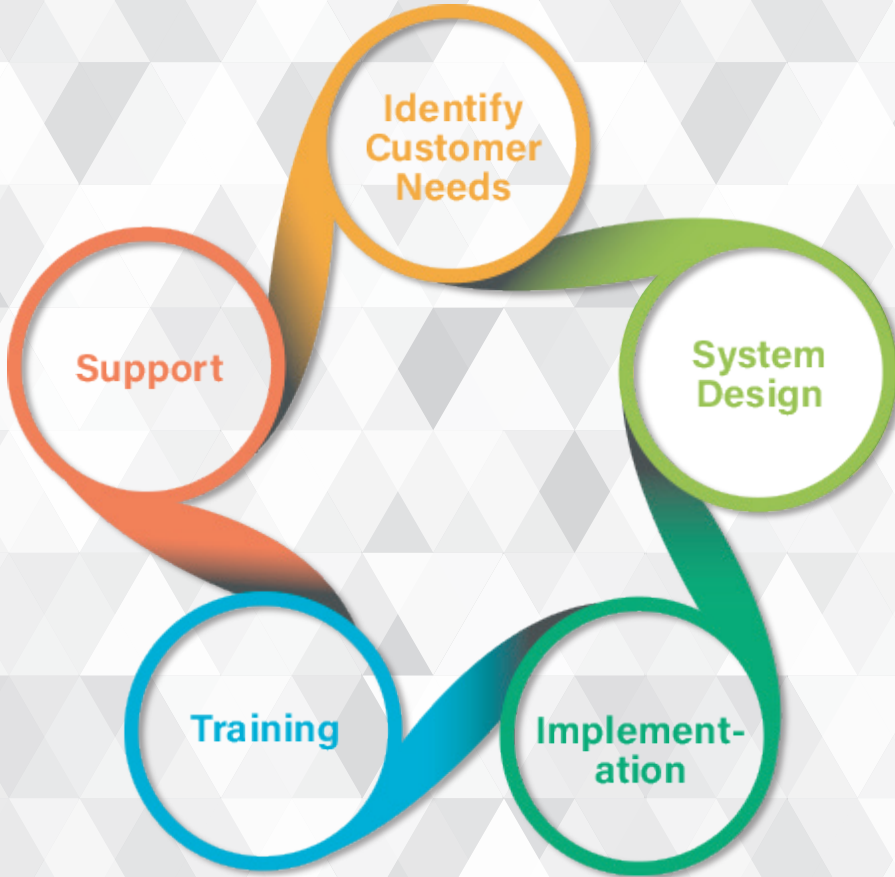 Identify
Customer
Needs
System
Design
Implement-
ation
Training
Support